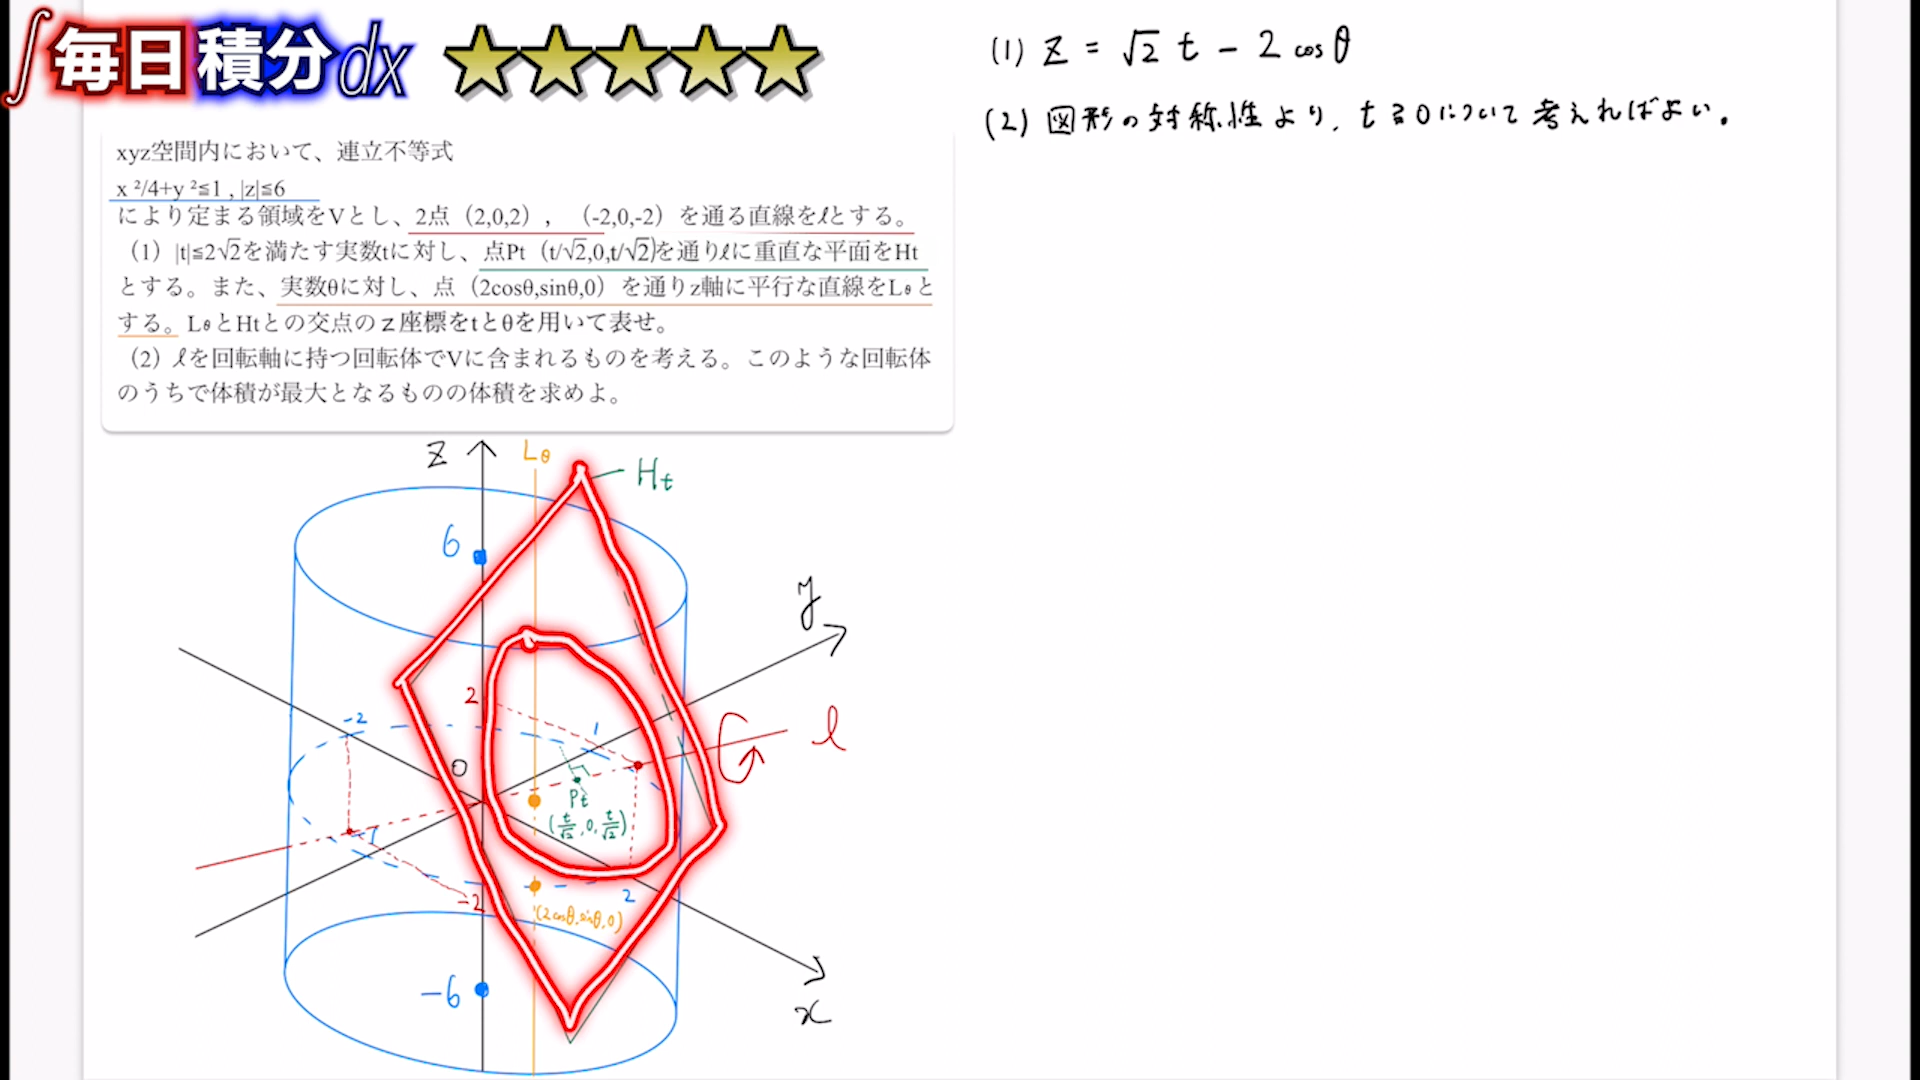 ∫毎日積分dx ★★★★★
xyz空間内において、連立不等式
x ²/4+y ²≦1 , |z|≦6
により定まる領域をVとし、2点（2,0,2），（-2,0,-2）を通る直線をℓとする。
（1）|t|≦2√2を満たす実数tに対し、点Pt（t/√2,0,t/√2)を通りℓに垂直な平面をHt
とする。また、実数θに対し、点（2cosθ,sinθ,0）を通りz軸に平行な直線をLθと
する。LθとHtとの交点のｚ座標をtとθを用いて表せ。
（2）ℓを回転軸に持つ回転体でVに含まれるものを考える。このような回転体
のうちで体積が最大となるものの体積を求めよ。
(1) z = √2 t − 2 cosθ
(2) 図形の対称性より, t≧0について考えればよい.
z
Lθ
Ht
6
y
2
-2
1
l
0
Pt
(t/√2, 0, t/√2)
-1
-2
2
(2cosθ, sinθ, 0)
-6
x